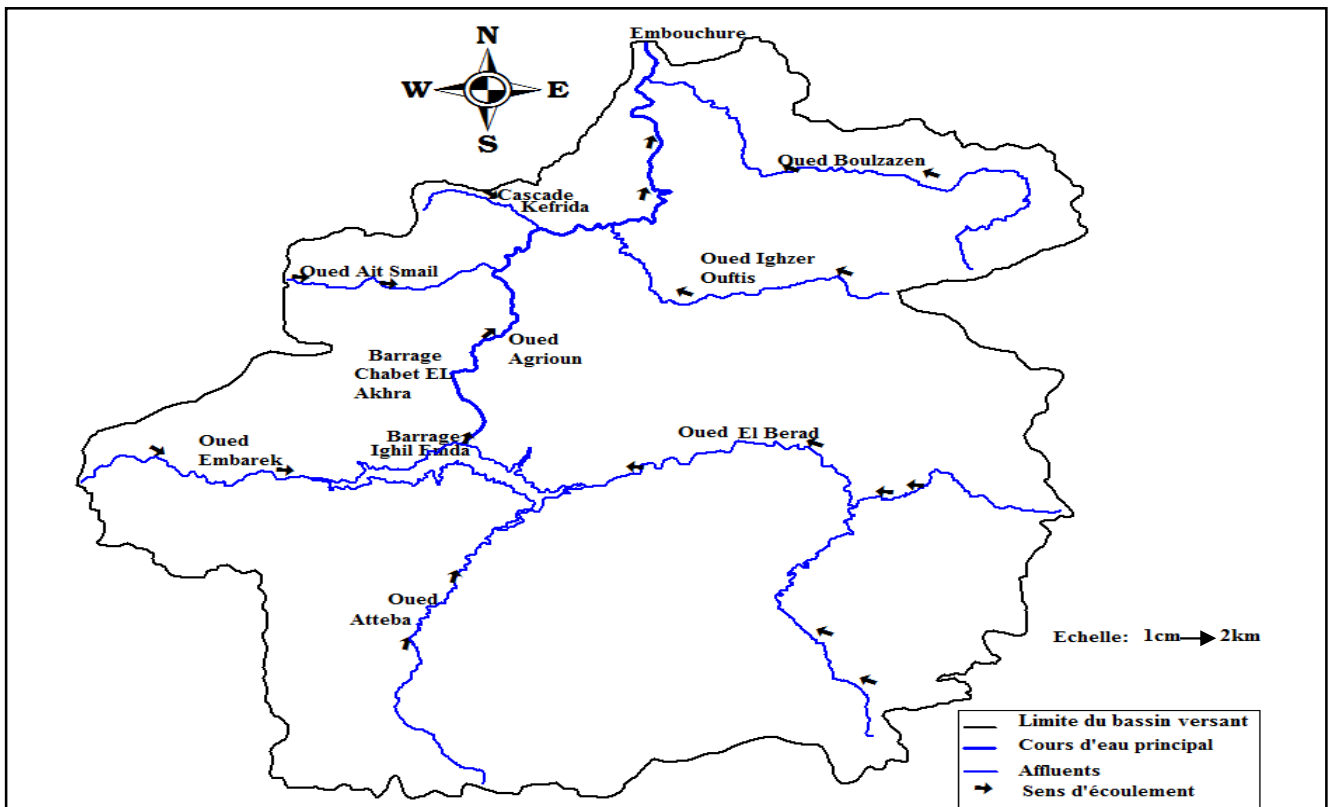 Embouchure
N
W E
S
Oued Boulzazen
Cascade
Kefrida
Oued Ighzer
Ouftis
Oued Ait Smail
Oued
Agrioun
Barrage
Chabet EL
Akhra
Oued
Embarek
Barrage
Ighil Emda
Oued El Berad
Oued
Atteba
Echelle: 1cm 2km
Limite du bassin versant
Cours d'eau principal
Affluents
Sens d'écoulement